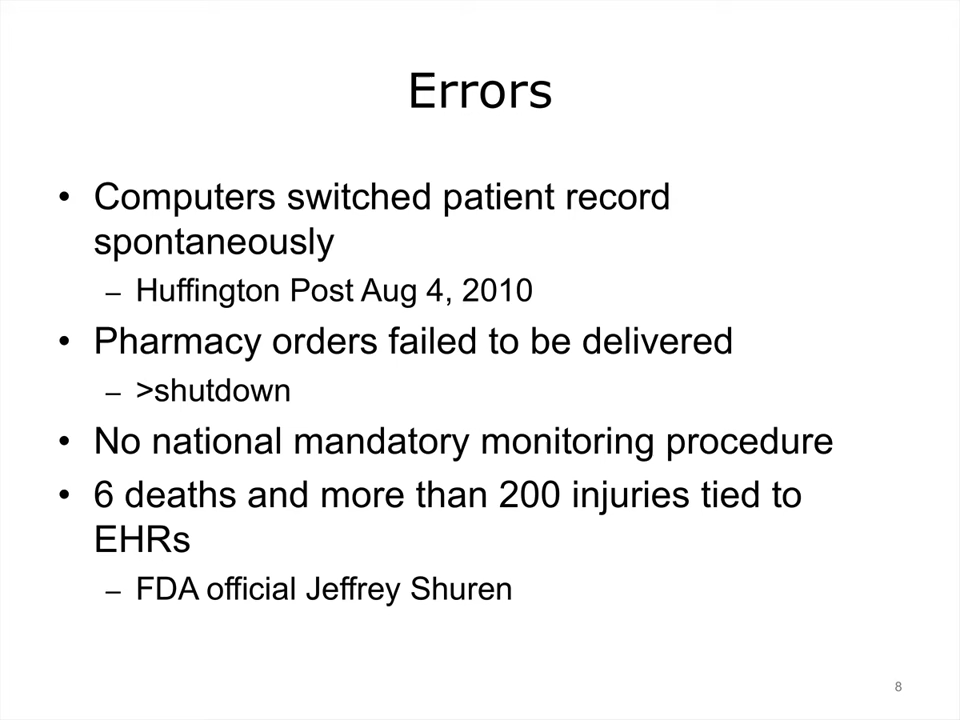 Errors
• Computers switched patient record
spontaneously
– Huffington Post Aug 4, 2010
• Pharmacy orders failed to be delivered
– >shutdown
• No national mandatory monitoring procedure
• 6 deaths and more than 200 injuries tied to
EHRs
– FDA official Jeffrey Shuren
8